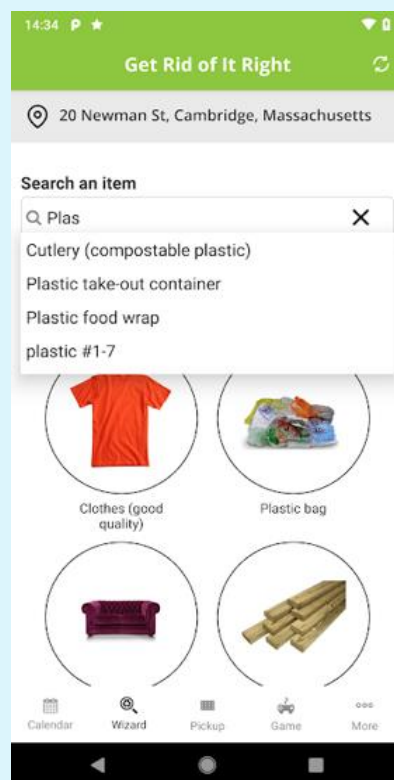 14:34
Get Rid of It Right
20 Newman St, Cambridge, Massachusetts
Search an item
Plas
Cutlery (compostable plastic)
Plastic take-out container
Plastic food wrap
plastic #1-7
Clothes (good
quality)
Plastic bag
Calendar
Wizard
Pickup
Game
More